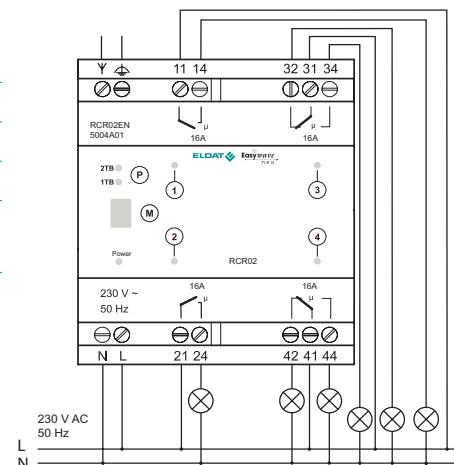 11 14 32 31 34
RCR02EN
5004A01
µ
16A
µ
16A
ELDAT Easywave
neo
2TB
1TB
P
1
3
M
2
4
Power
RCR02
230 V ~
50 Hz
16A
µ
16A
µ
N L 21 24 42 41 44
230 V AC
50 Hz
L
N